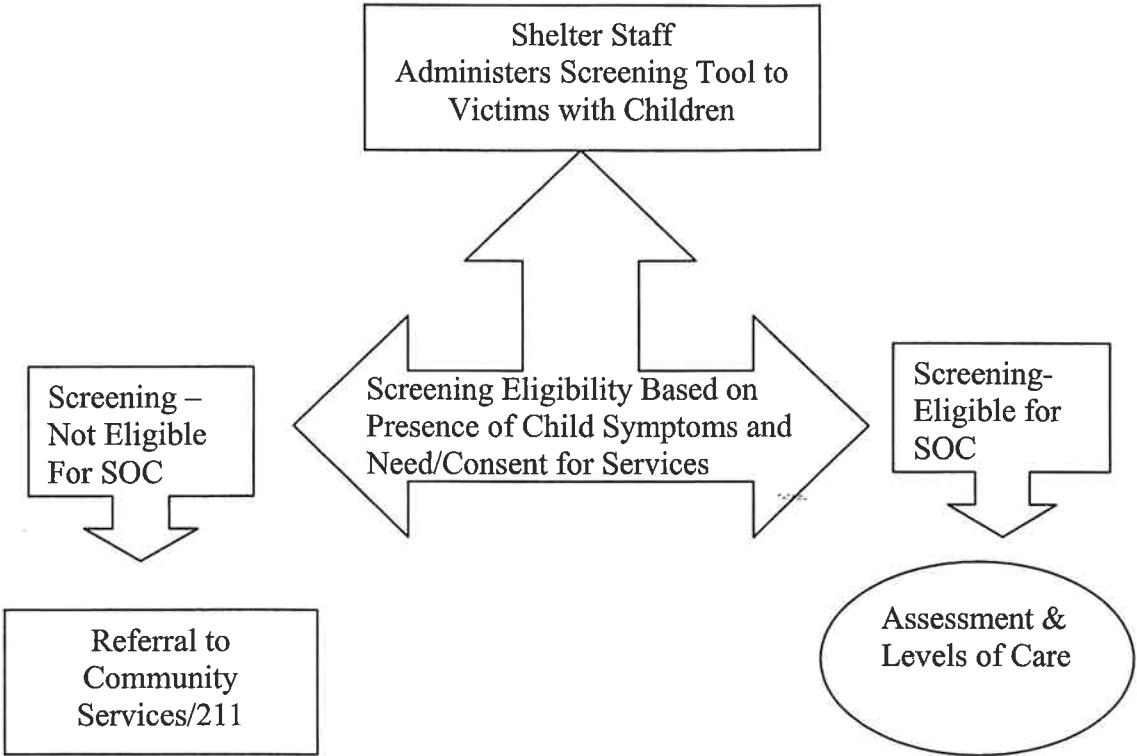 Shelter Staff
Administers Screening Tool to
Victims with Children
Screening Eligibility Based on
Presence of Child Symptoms and
Need/Consent for Services
Screening –
Not Eligible
For SOC
Screening-
Eligible for
SOC
Referral to
Community
Services/211
Assessment &
Levels of Care